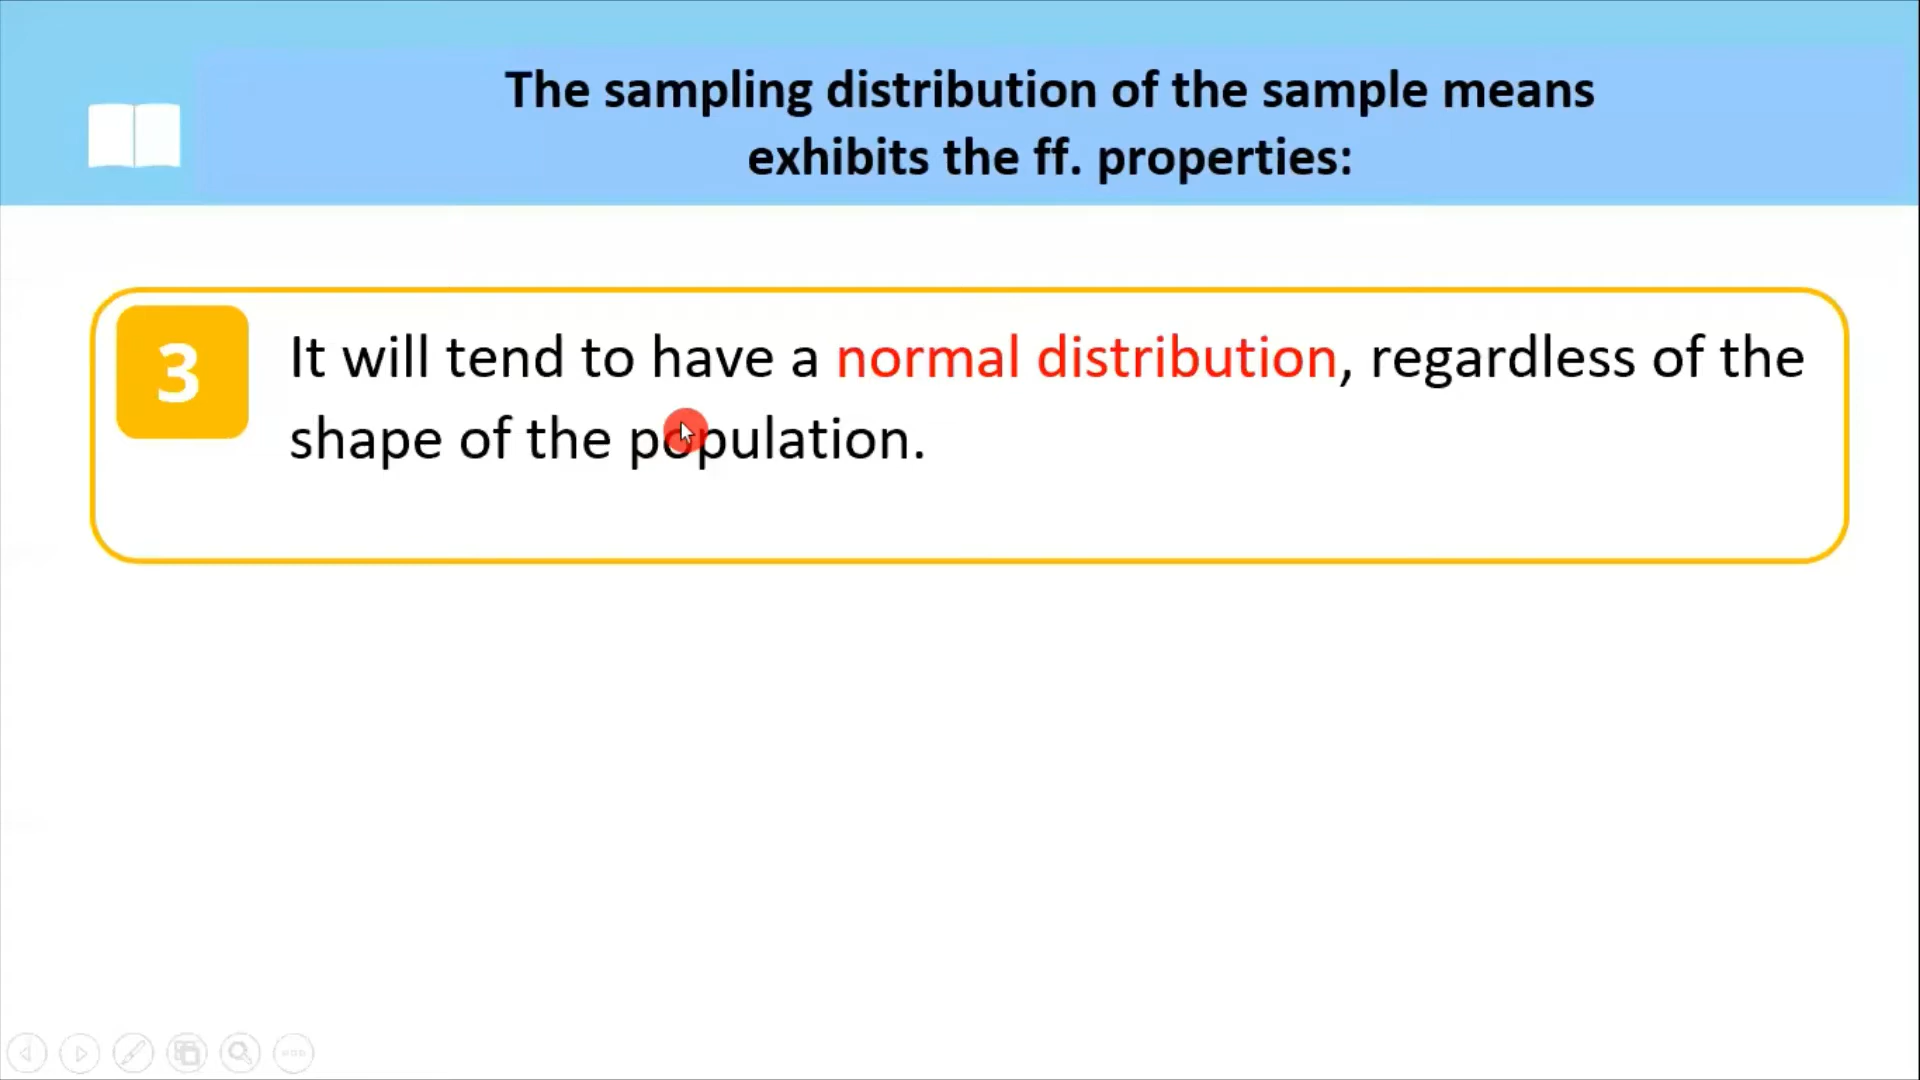 The sampling distribution of the sample means
exhibits the ff. properties:
3
It will tend to have a normal distribution, regardless of the
shape of the population.